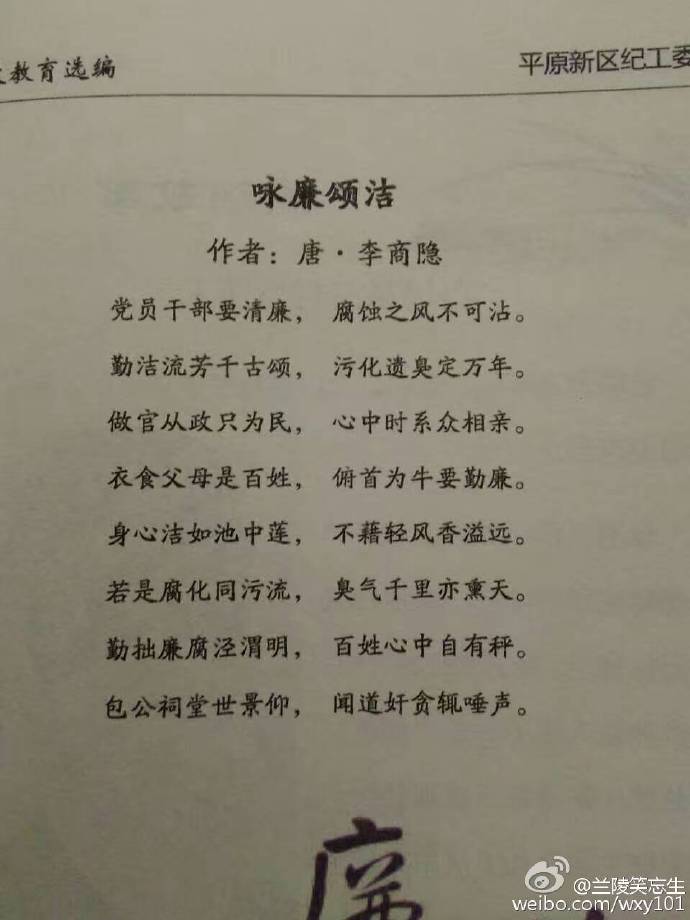 教育选编
平原新区纪工委
咏廉颂洁
作者：唐·李商隐
党员干部要清廉， 腐蚀之风不可沾。
勤洁流芳千古颂， 污化遗臭定万年。
做官从政只为民， 心中时系众相亲。
衣食父母是百姓， 俯首为牛要勤廉。
身心洁如池中莲， 不藉轻风香溢远。
若是腐化同污流， 臭气千里亦熏天。
勤拙廉腐泾渭明， 百姓心中自有秤。
包公祠堂世景仰， 闻道奸贪辄唾声。
廉
@兰陵笑忘生
weibo.com/wxy101